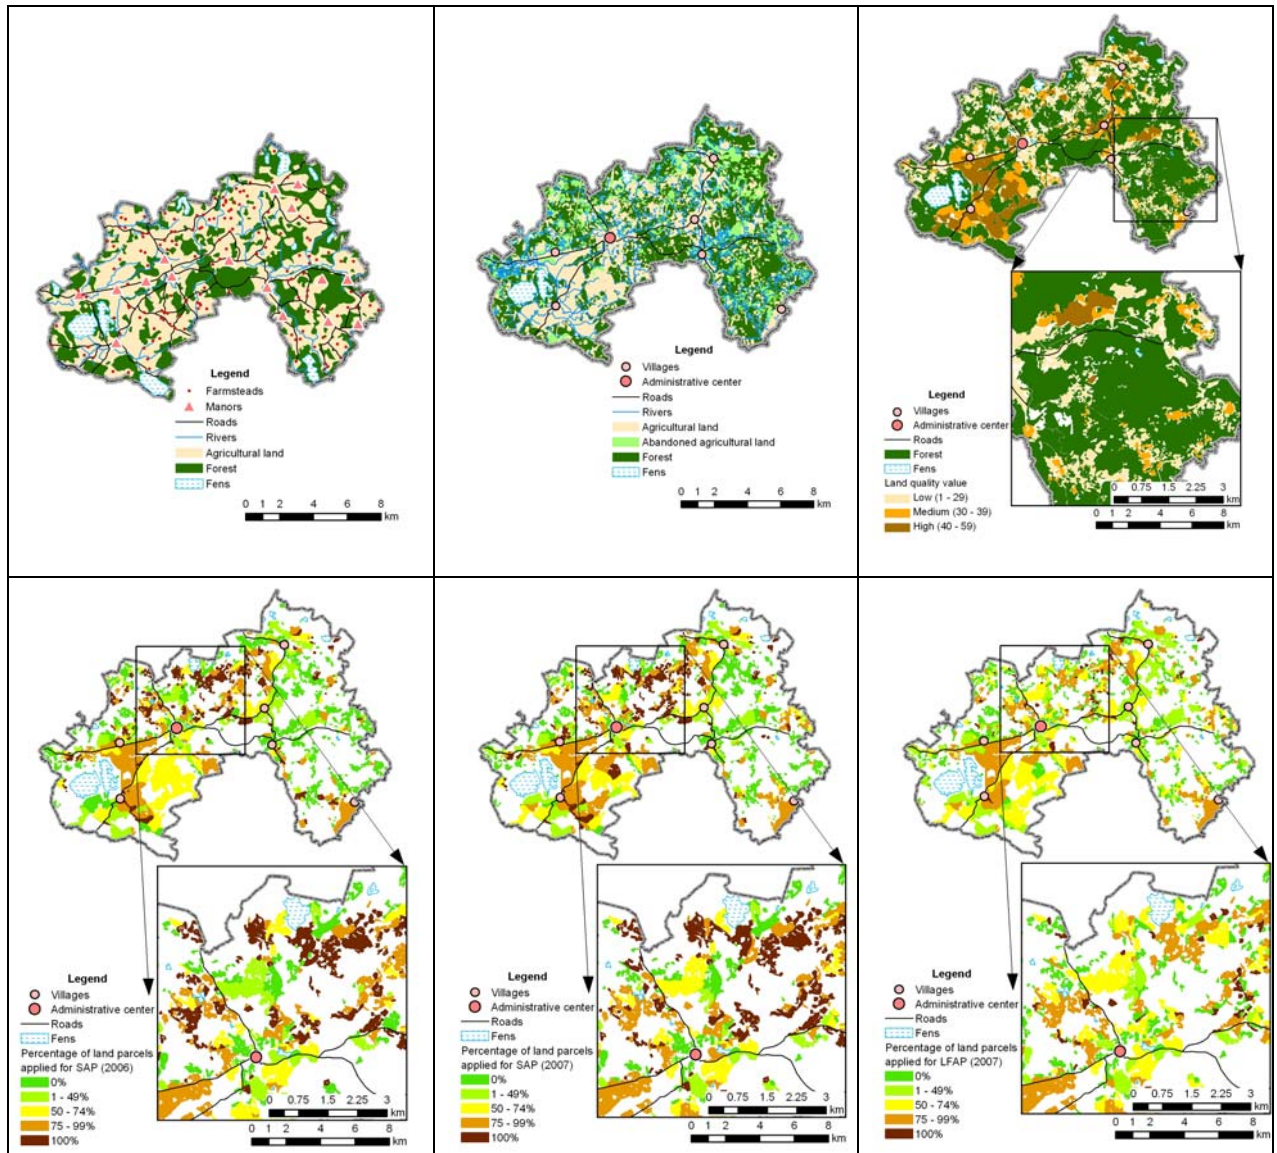 Legend
Farmsteads
Manors
Roads
Rivers
Agricultural land
Forest
Fens
0 1 2 4 6 8
km
Legend
Villages
Administrative center
Roads
Rivers
Agricultural land
Abandoned agricultural land
Forest
Fens
0 1 2 4 6 8
km
Legend
Villages
Administrative center
Roads
Forest
Fens
Land quality value
Low (1 - 29)
Medium (30 - 39)
High (40 - 59)
0 0.75 1.5 2.25 3
km
0 1 2 4 6 8
km
Legend
Villages
Administrative center
Roads
Fens
Percentage of land parcels
applied for SAP (2006)
0%
1 - 49%
50 - 74%
75 - 99%
100%
0 0.75 1.5 2.25 3
km
0 1 2 4 6 8
km
Legend
Villages
Administrative center
Roads
Fens
Percentage of land parcels
applied for SAP (2007)
0%
1 - 49%
50 - 74%
75 - 99%
100%
0 0.75 1.5 2.25 3
km
0 1 2 4 6 8
km
Legend
Villages
Administrative center
Roads
Fens
Percentage of land parcels
applied for LFAP (2007)
0%
1 - 49%
50 - 74%
75 - 99%
100%
0 0.75 1.5 2.25 3
km
0 1 2 4 6 8
km